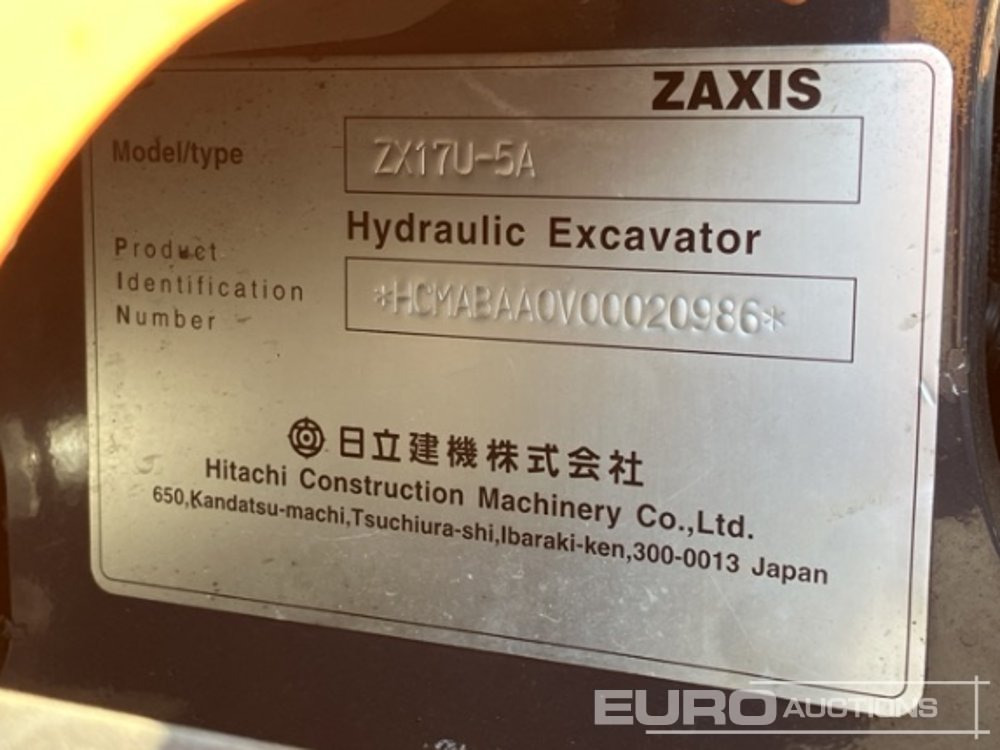 ZAXIS
Model/type ZX17U-5A
Hydraulic Excavator
Product
Identification
Number
*HCMABAA0V00020986*
日立建機株式会社
Hitachi Construction Machinery Co.,Ltd.
650,Kandatsu-machi,Tsuchiura-shi,Ibaraki-ken,300-0013 Japan
EURO AUCTIONS